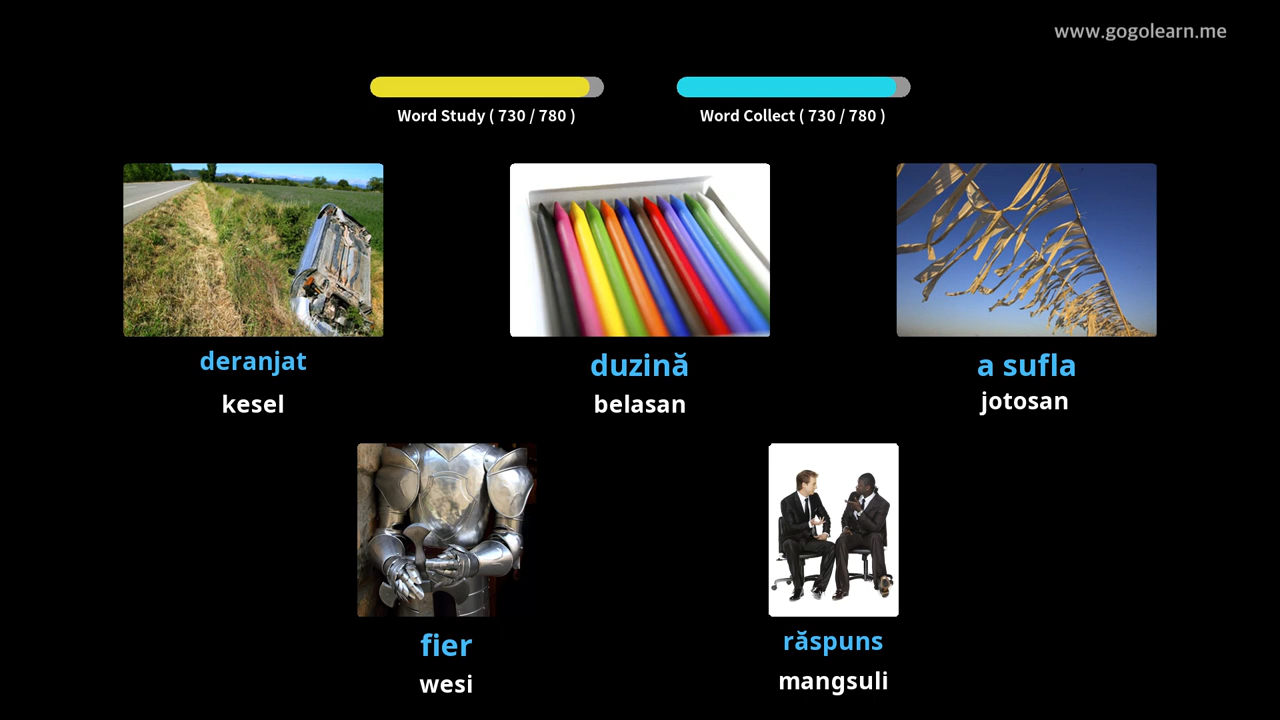 www.gogolearn.me
Word Study ( 730 / 780 )
Word Collect ( 730 / 780 )
deranjat
kesel
duzină
belasan
a sufla
jotosan
fier
wesi
răspuns
mangsuli